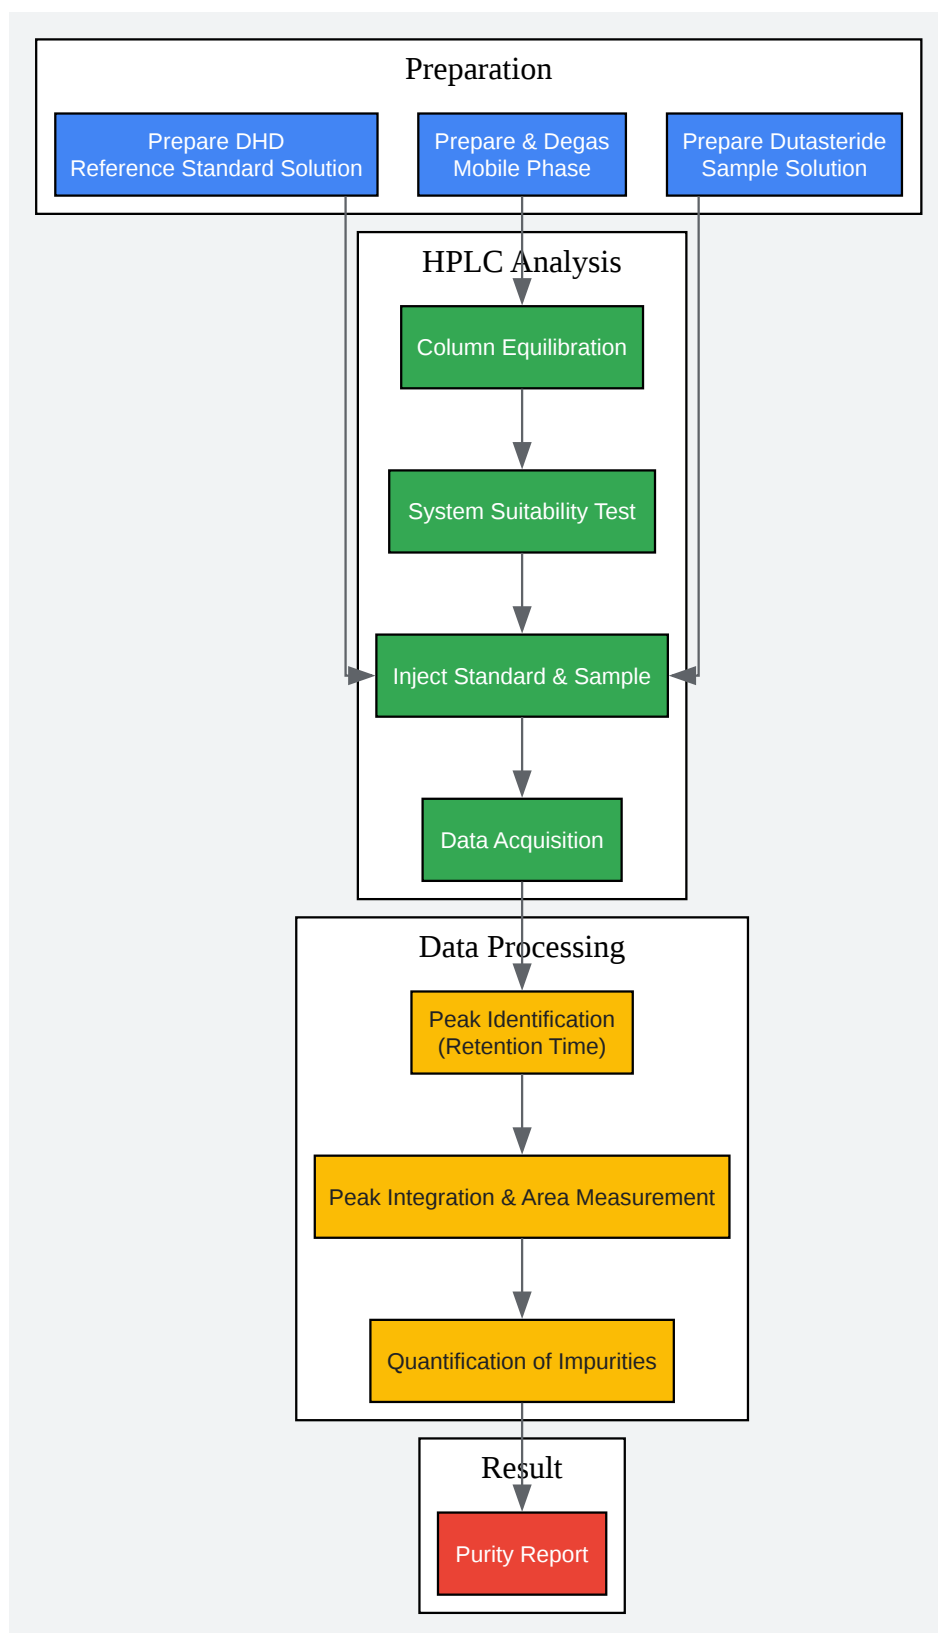 Preparation
Prepare DHD
Reference Standard Solution
Prepare & Degas
Mobile Phase
Prepare Dutasteride
Sample Solution
HPLC Analysis
Column Equilibration
System Suitability Test
Inject Standard & Sample
Data Acquisition
Data Processing
Peak Identification
(Retention Time)
Peak Integration & Area Measurement
Quantification of Impurities
Result
Purity Report